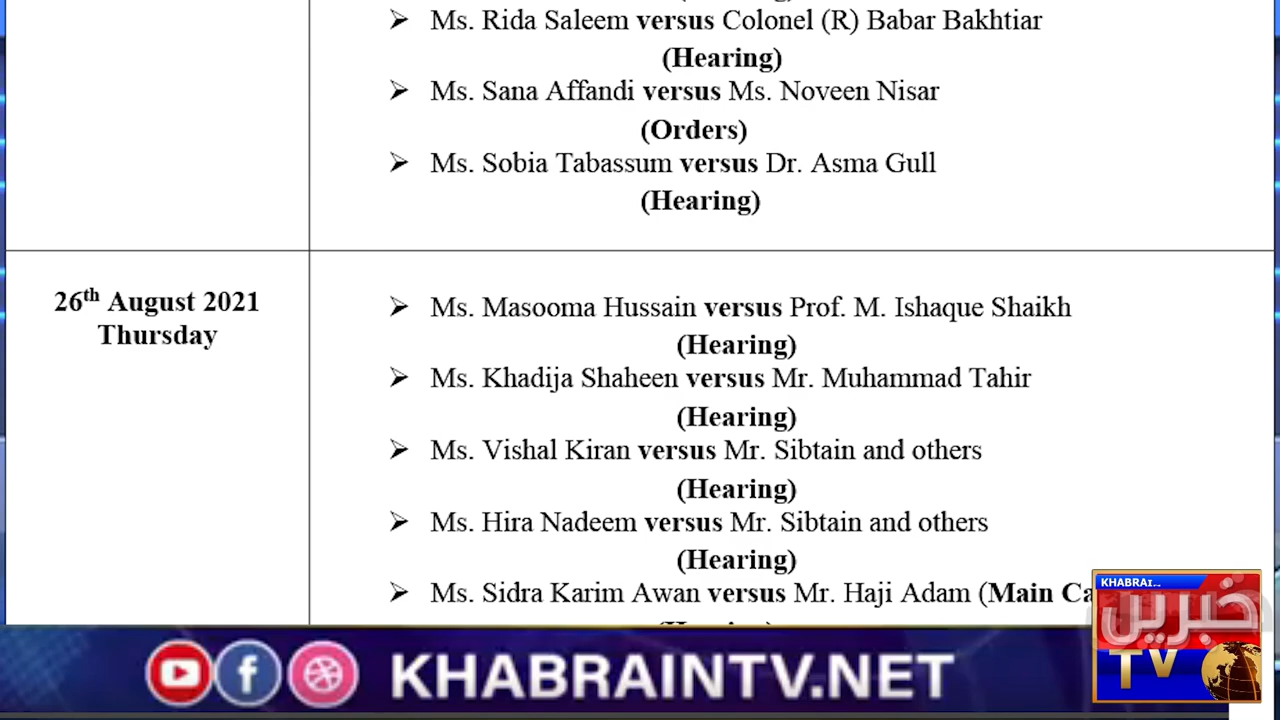 Ms. Rida Saleem versus Colonel (R) Babar Bakhtiar
(Hearing)
Ms. Sana Affandi versus Ms. Noveen Nisar
(Orders)
Ms. Sobia Tabassum versus Dr. Asma Gull
(Hearing)
26th August 2021
Thursday
Ms. Masooma Hussain versus Prof. M. Ishaque Shaikh
(Hearing)
Ms. Khadija Shaheen versus Mr. Muhammad Tahir
(Hearing)
Ms. Vishal Kiran versus Mr. Sibtain and others
(Hearing)
Ms. Hira Nadeem versus Mr. Sibtain and others
(Hearing)
Ms. Sidra Karim Awan versus Mr. Haji Adam (Main Ca
KHABRAINTV.NET
خبریں
TV